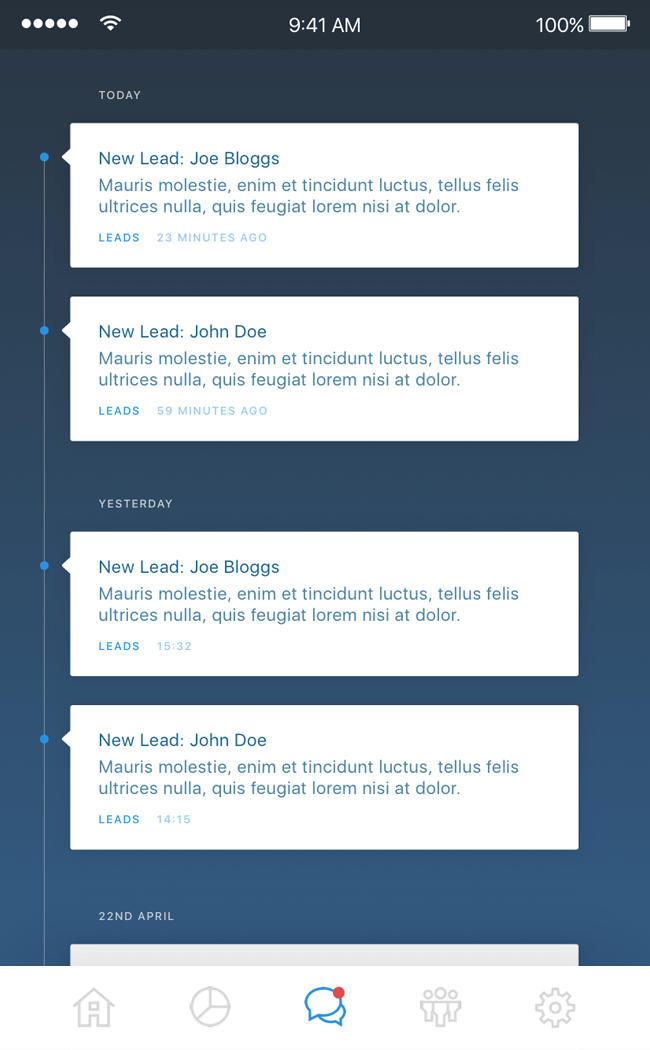 9:41 AM 100%
TODAY
New Lead: Joe Bloggs
Mauris molestie, enim et tincidunt luctus, tellus felis
ultrices nulla, quis feugiat lorem nisi at dolor.
LEADS 23 MINUTES AGO
New Lead: John Doe
Mauris molestie, enim et tincidunt luctus, tellus felis
ultrices nulla, quis feugiat lorem nisi at dolor.
LEADS 59 MINUTES AGO
YESTERDAY
New Lead: Joe Bloggs
Mauris molestie, enim et tincidunt luctus, tellus felis
ultrices nulla, quis feugiat lorem nisi at dolor.
LEADS 15:32
New Lead: John Doe
Mauris molestie, enim et tincidunt luctus, tellus felis
ultrices nulla, quis feugiat lorem nisi at dolor.
LEADS 14:15
22ND APRIL